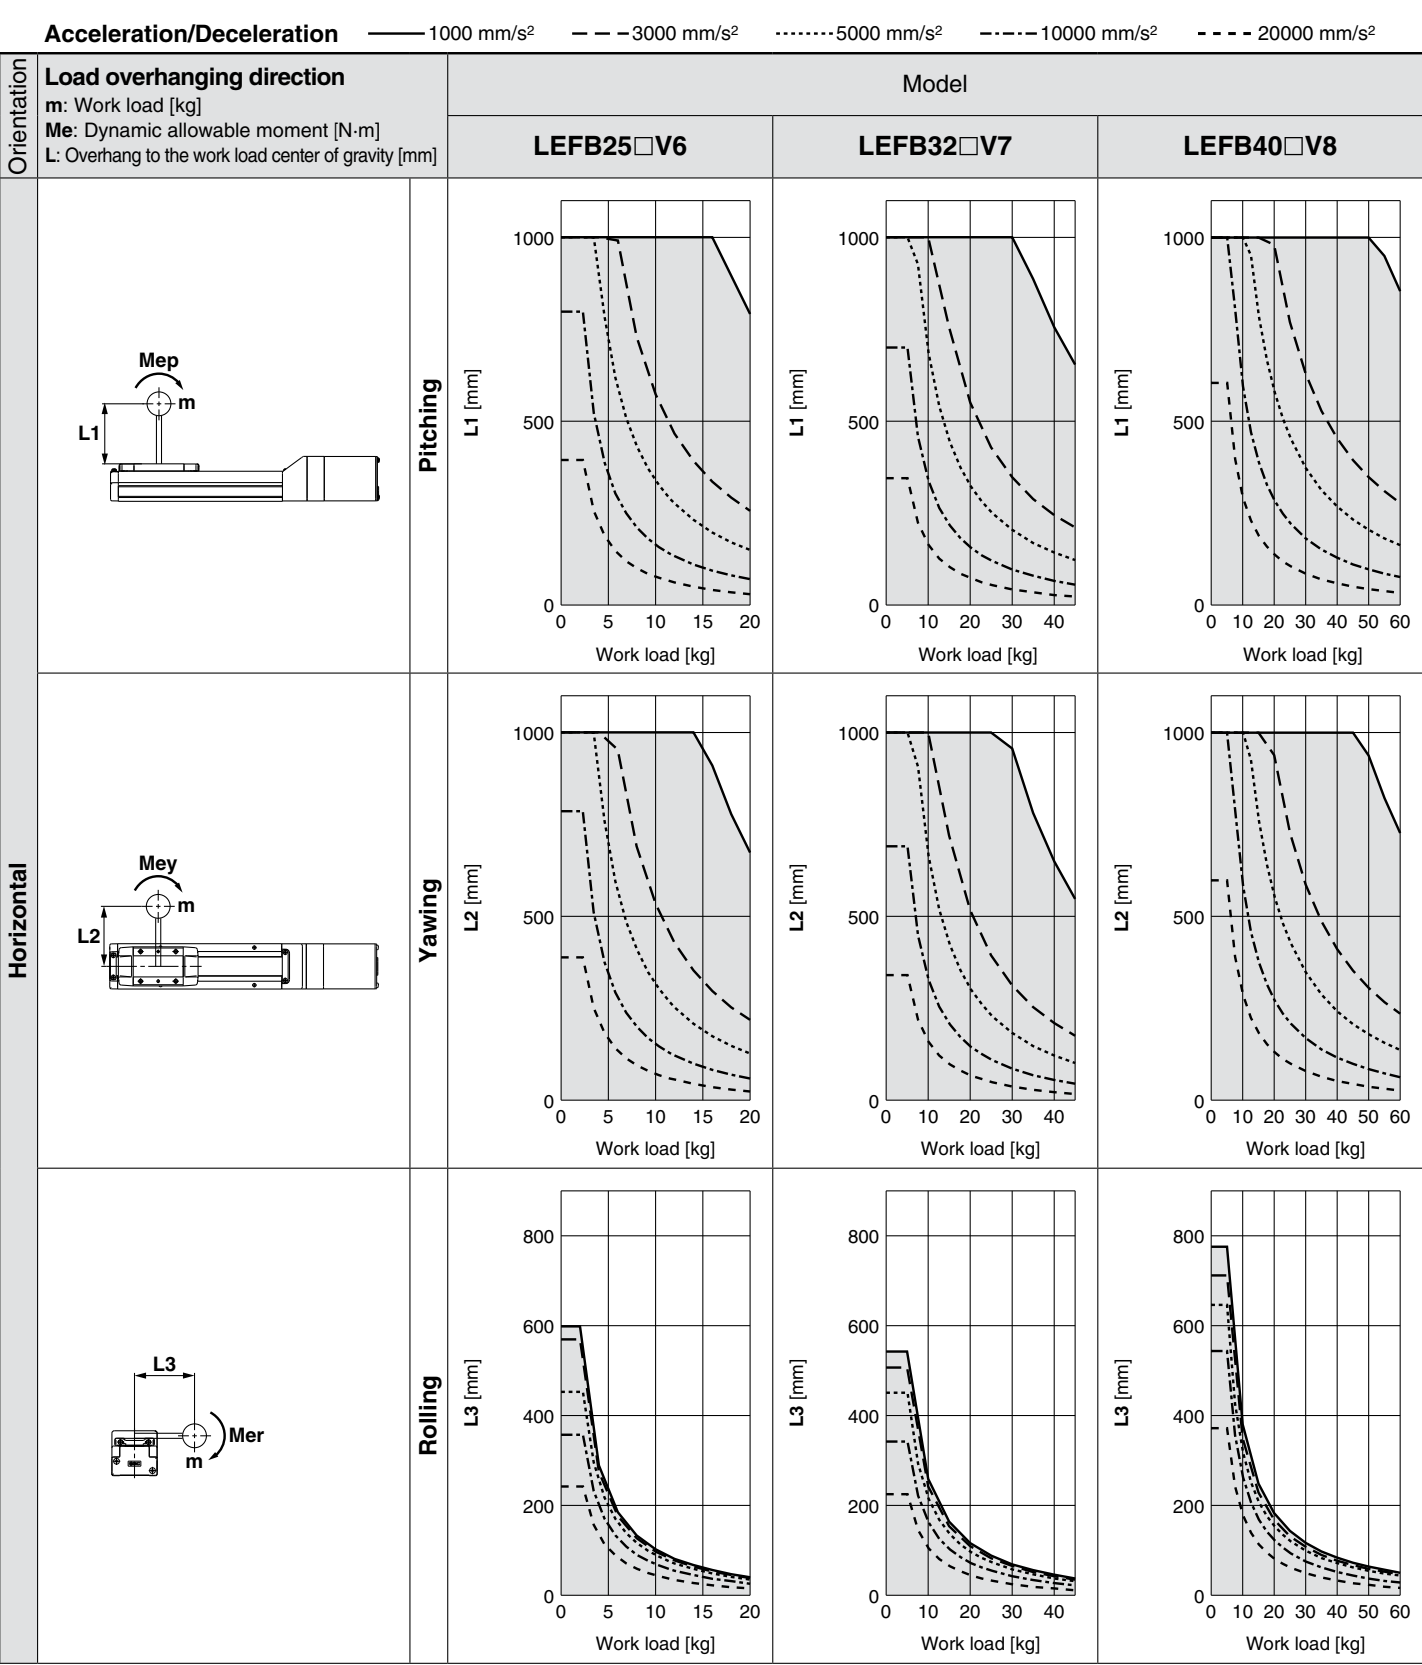 Acceleration/Deceleration 1000 mm/s² 3000 mm/s² 5000 mm/s² 10000 mm/s² 20000 mm/s²
Orientation
Load overhanging direction
m: Work load [kg]
Me: Dynamic allowable moment [N·m]
L: Overhang to the work load center of gravity [mm]
Model
LEFB25□V6 LEFB32□V7 LEFB40□V8
Horizontal
Mep
m
L1
Pitching
L1 [mm]
1000
500
0
0 5 10 15 20
Work load [kg]
L1 [mm]
1000
500
0
0 10 20 30 40
Work load [kg]
L1 [mm]
1000
500
0
0 10 20 30 40 50 60
Work load [kg]
Mey
m
L2
Yawing
L2 [mm]
1000
500
0
0 5 10 15 20
Work load [kg]
L2 [mm]
1000
500
0
0 10 20 30 40
Work load [kg]
L2 [mm]
1000
500
0
0 10 20 30 40 50 60
Work load [kg]
L3
Mer
m
Rolling
L3 [mm]
800
600
400
200
0
0 5 10 15 20
Work load [kg]
L3 [mm]
800
600
400
200
0
0 10 20 30 40
Work load [kg]
L3 [mm]
800
600
400
200
0
0 10 20 30 40 50 60
Work load [kg]